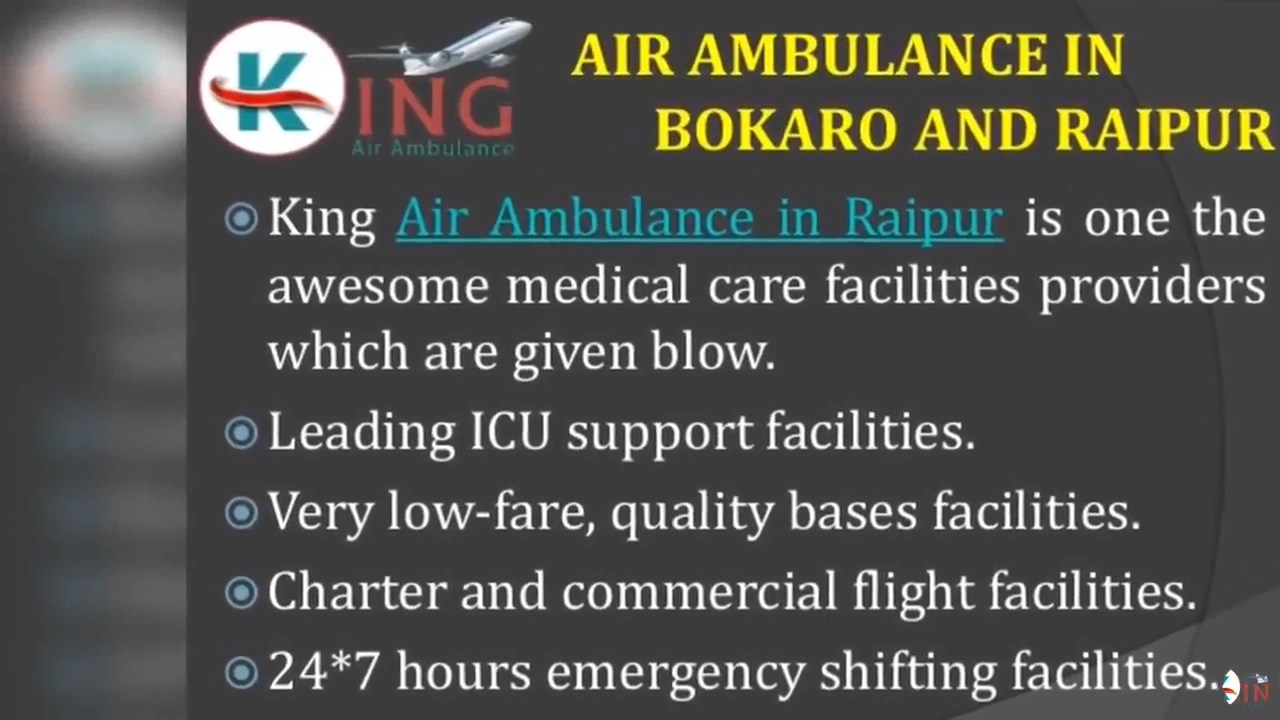 KING
Air Ambulance
AIR AMBULANCE IN
BOKARO AND RAIPUR
King Air Ambulance in Raipur is one the
awesome medical care facilities providers
which are given blow.
Leading ICU support facilities.
Very low-fare, quality bases facilities.
Charter and commercial flight facilities.
24*7 hours emergency shifting facilities.
IN